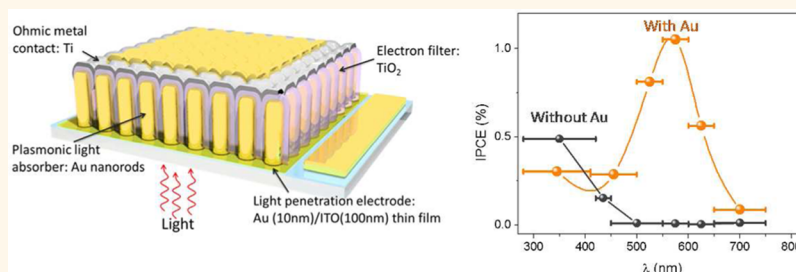 Ohmic metal
contact: Ti
Electron filter:
TiO₂
Plasmonic light
absorber: Au nanorods
Light
Light penetration electrode:
Au (10nm)/ITO(100nm) thin film
With Au
Without Au
IPCE (%)
1.0
0.5
0.0
300 400 500 600 700 800
λ (nm)